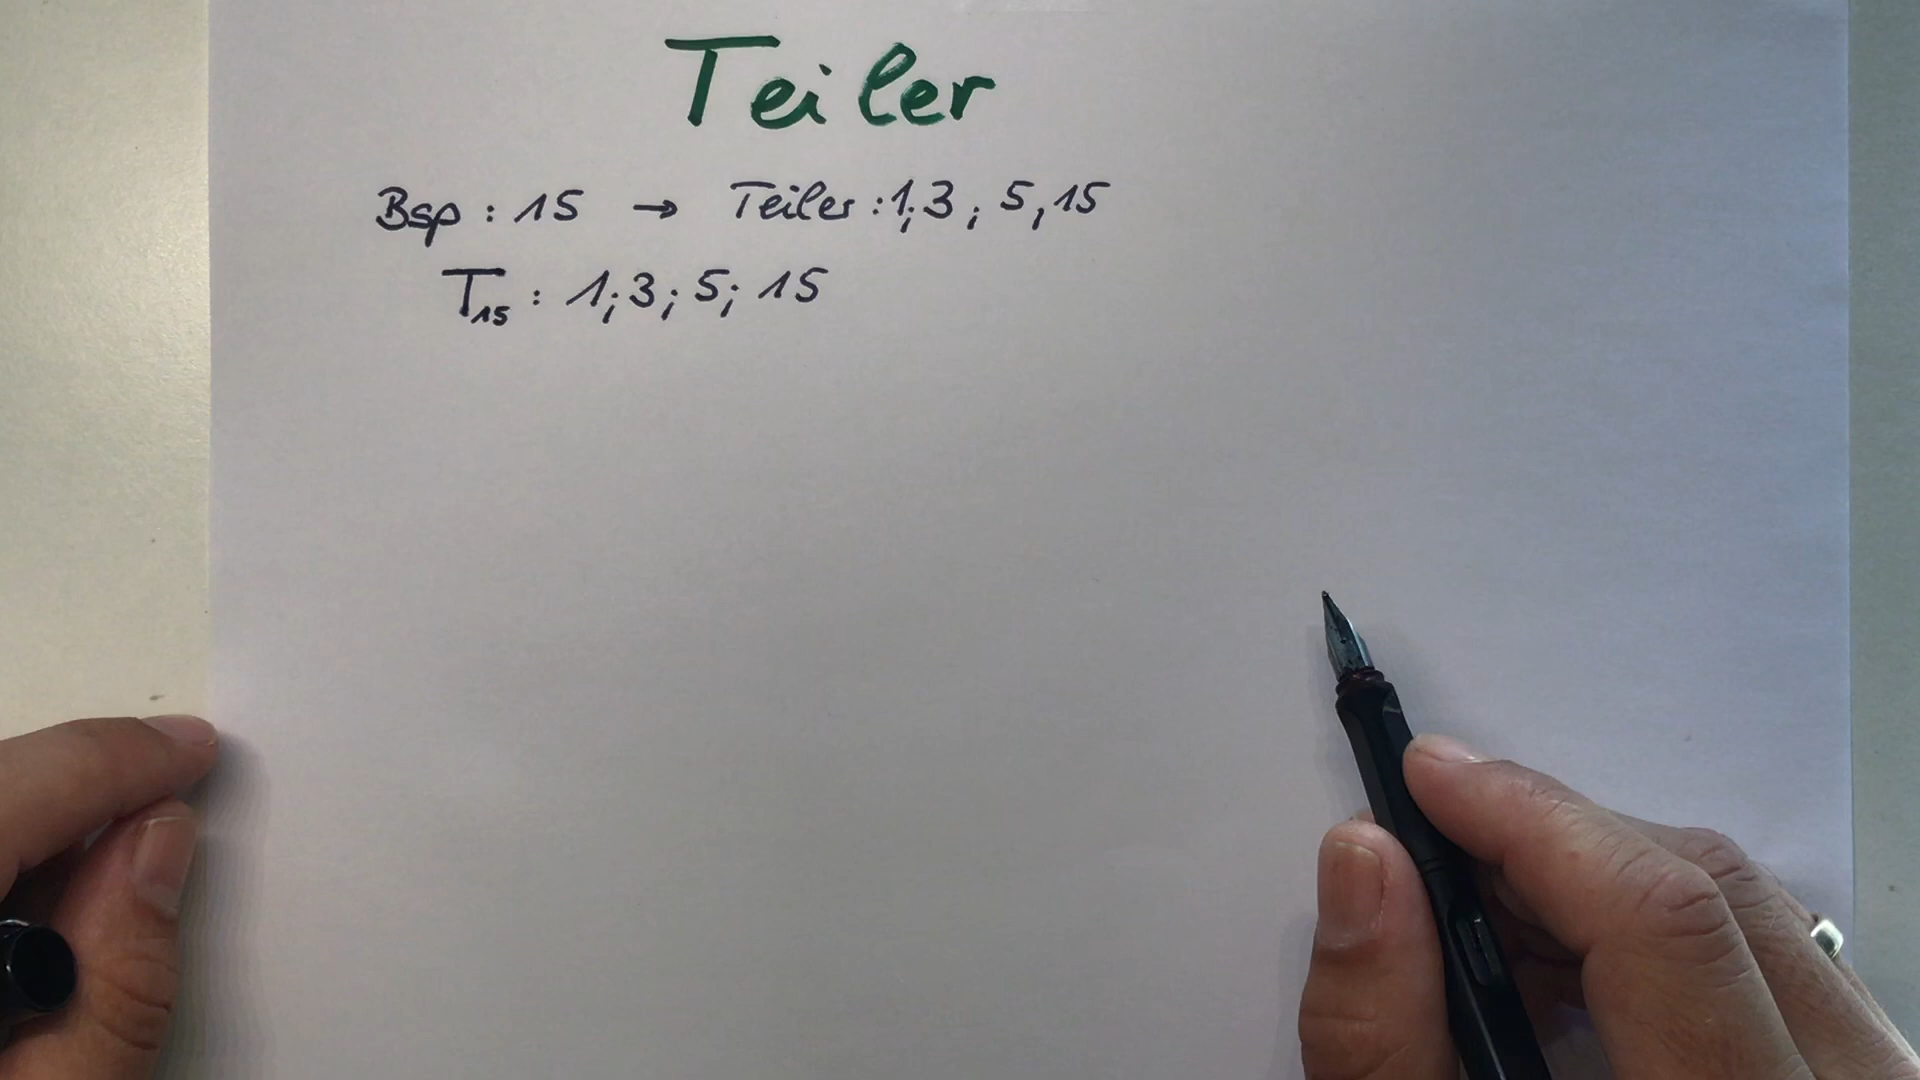 Teiler
Bsp : 15 → Teiler : 1; 3 ; 5, 15
T15 : 1; 3 ; 5; 15